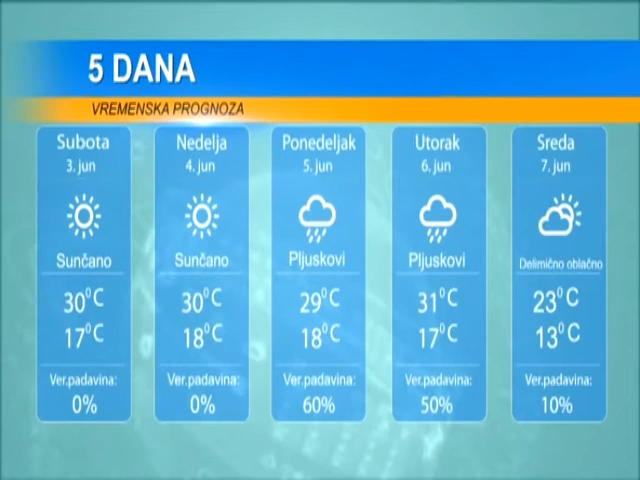 5 DANA
VREMENSKA PROGNOZA
Subota
3. jun
Sunčano
30°C
17°C
Ver.padavina:
0%
Nedelja
4. jun
Sunčano
30°C
18°C
Ver.padavina:
0%
Ponedeljak
5. jun
Pljuskovi
29°C
18°C
Ver.padavina:
60%
Utorak
6. jun
Pljuskovi
31°C
17°C
Ver.padavina:
50%
Sreda
7. jun
Delimično oblačno
23°C
13°C
Ver.padavina:
10%